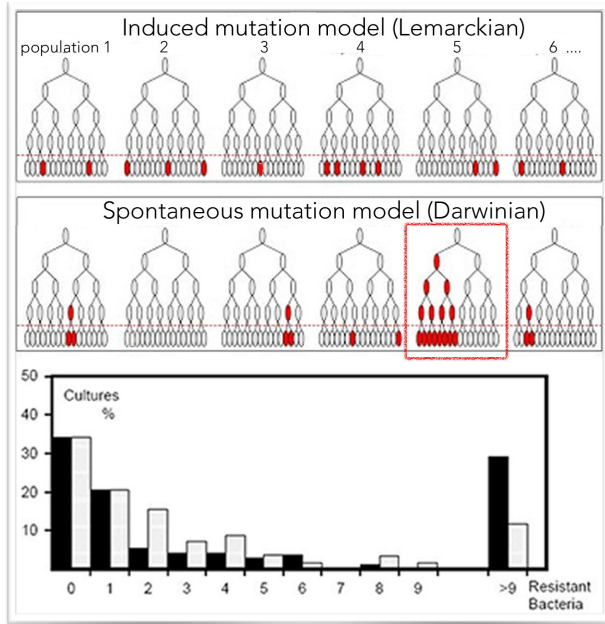 Induced mutation model (Lemarckian)
population 1 2 3 4 5 6 ....
Spontaneous mutation model (Darwinian)
50
Cultures
%
40
30
20
10
0 1 2 3 4 5 6 7 8 9 >9 Resistant
Bacteria